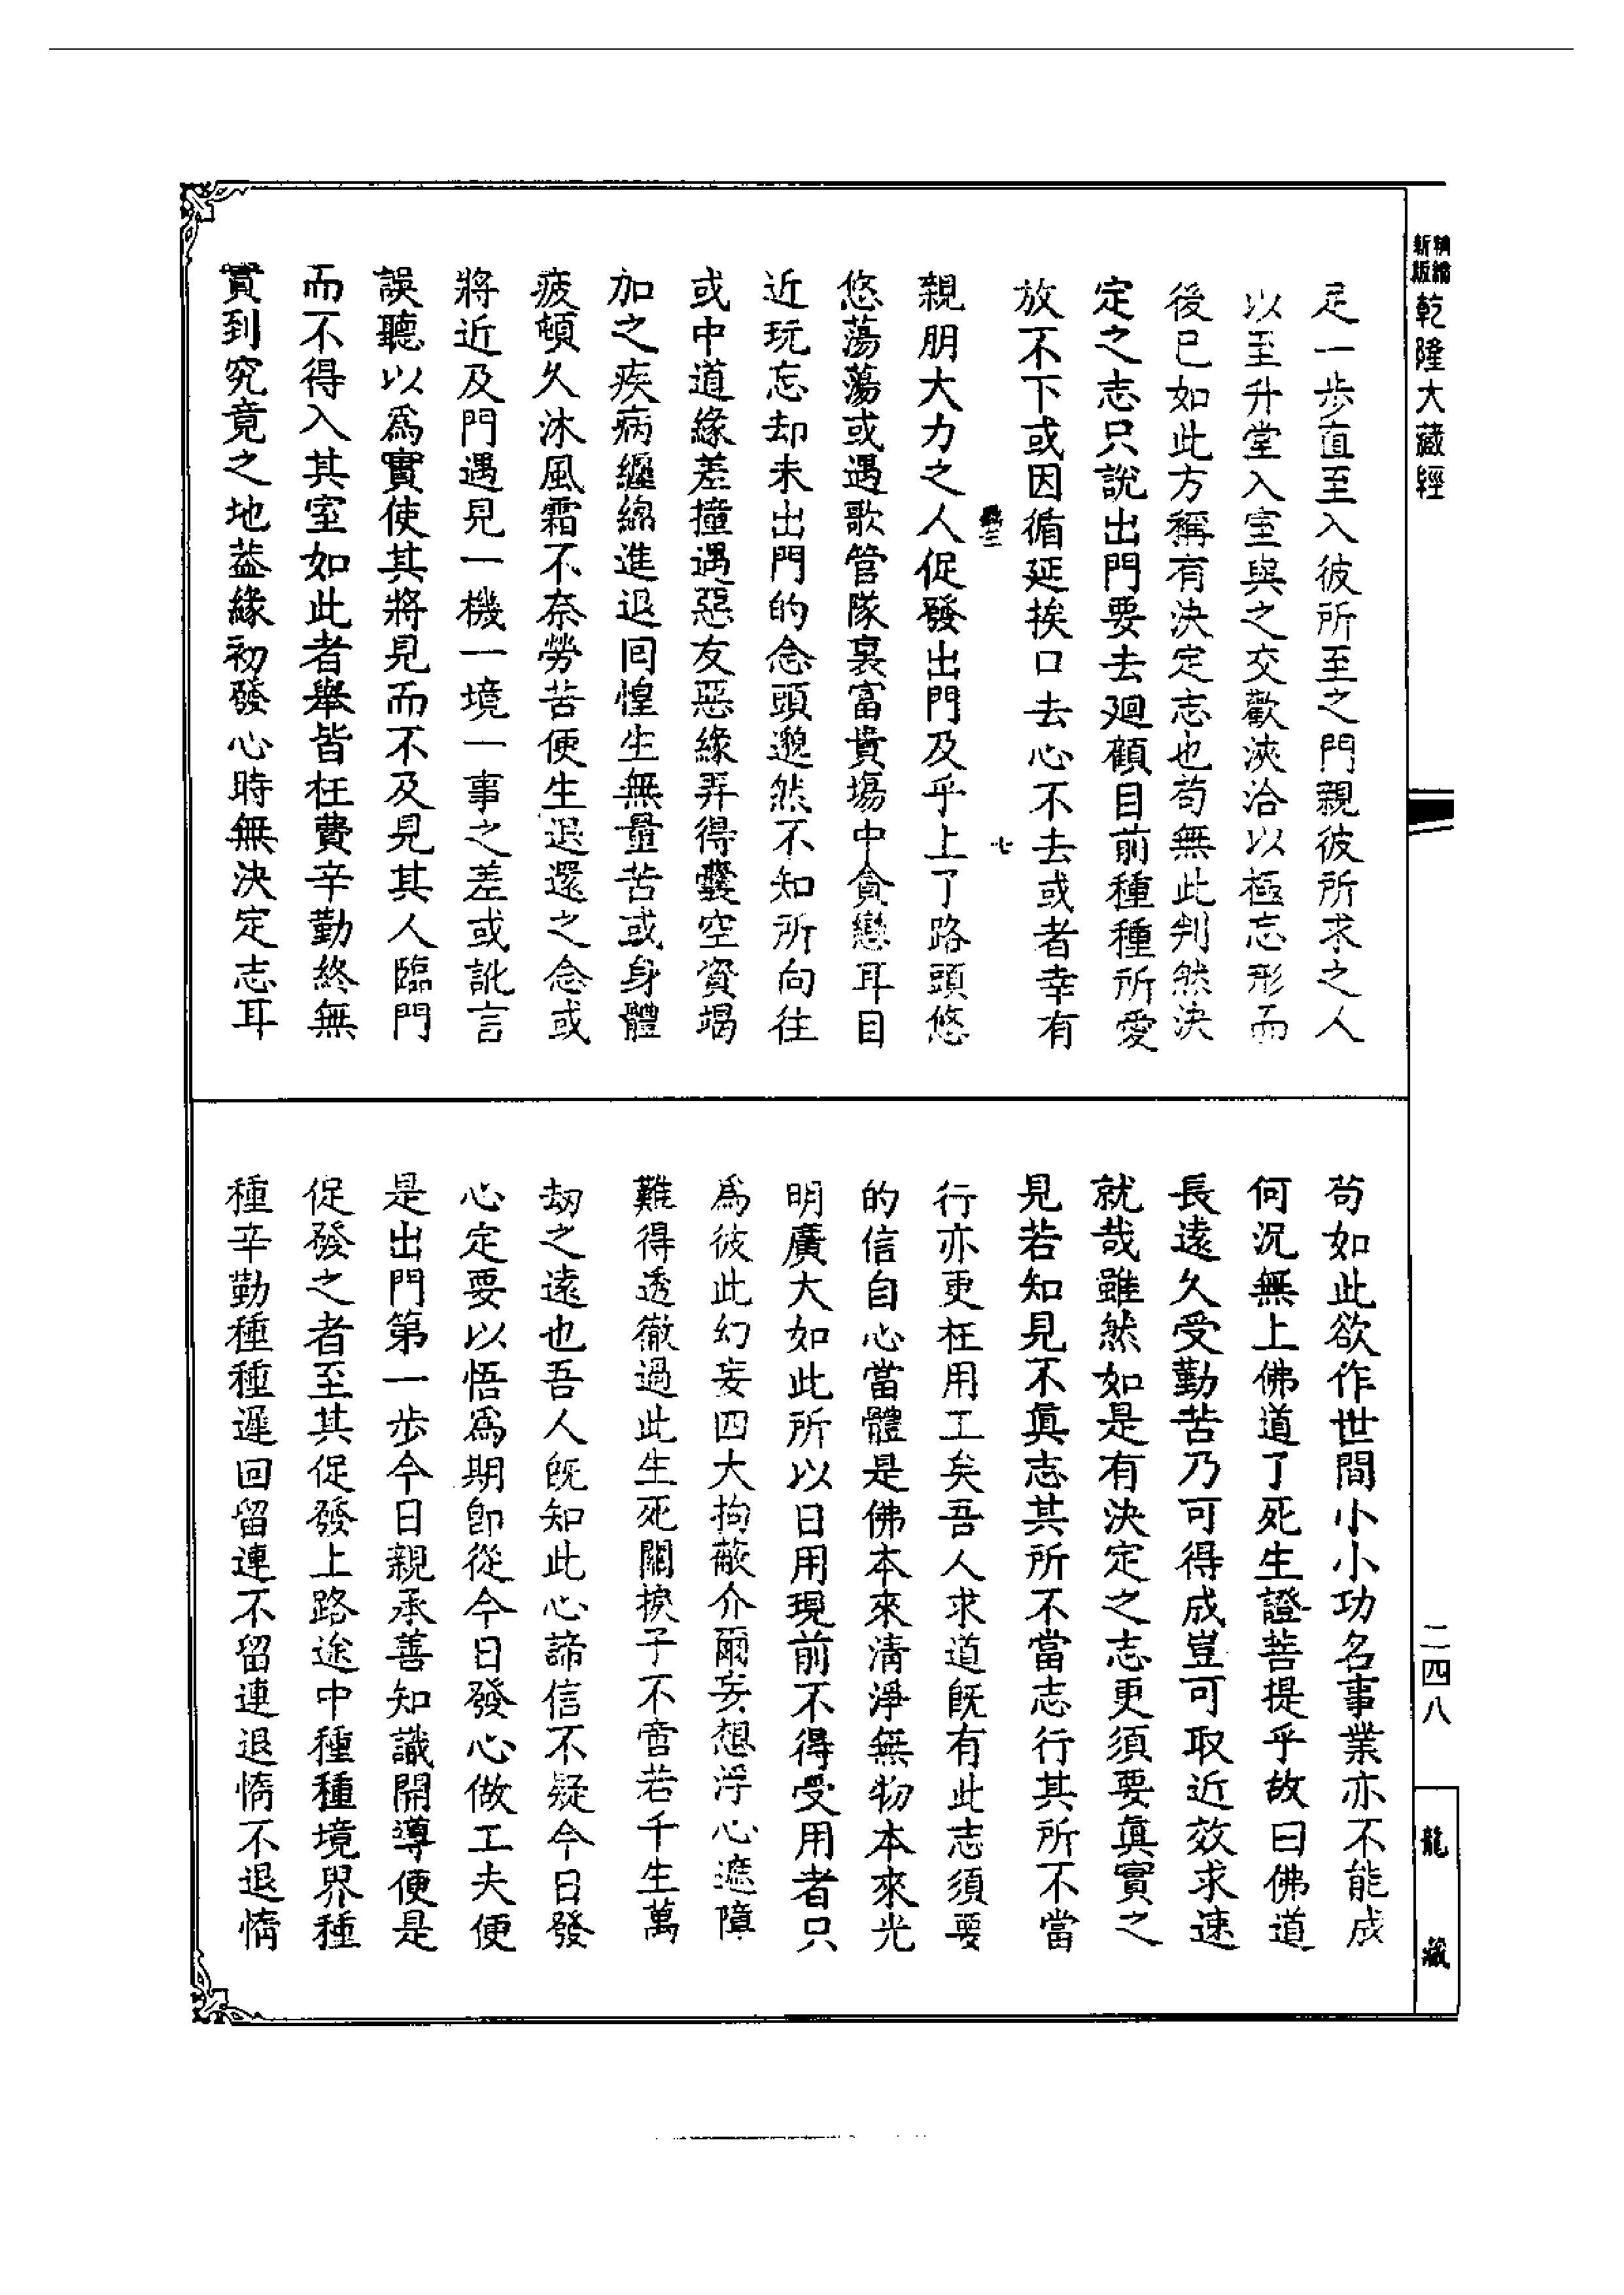 精繪新版
乾隆大藏經
足一步直至入彼所至之門親彼所求之人
以至升堂入室與之交歡浹洽以極忘形而
後已如此方稱有決定志也苟無此判然決
定之志只說出門要去廻顧目前種種所愛
放不下或因循延挨口去心不去或者幸有
三
七
親朋大力之人促發出門及乎上了路頭悠
悠蕩蕩或遇歌管隊裏富貴場中貪戀耳目
近玩忘却未出門的念頭邈然不知所向往
或中道緣差撞遇惡友惡緣弄得囊空資竭
加之疾病纏綿進退回惶生無量苦或身體
疲頓久沐風霜不奈勞苦便生退還之念或
將近及門遇見一機一境一事之差或訛言
誤聽以爲實使其將見而不及見其人臨門
而不得入其室如此者舉皆枉費辛勤終無
實到究竟之地葢緣初發心時無決定志耳
苟如此欲作世間小小功名事業亦不能成
何況無上佛道了死生證菩提乎故曰佛道
長遠久受勤苦乃可得成豈可取近效求速
就哉雖然如是有決定之志更須要眞實之
見若知見不眞志其所不當志行其所不當
行亦更枉用工矣吾人求道旣有此志須要
的信自心當體是佛本來清淨無物本來光
明廣大如此所以日用現前不得受用者只
爲彼此幻妄四大拘蔽介爾妄想浮心遮障
難得透徹過此生死關捩子不啻若千生萬
劫之遠也吾人旣知此心諦信不疑今日發
心定要以悟爲期卽從今日發心做工夫便
是出門第一步今日親承善知識開導便是
促發之者至其促發上路途中種種境界種
種辛勤種種遲回留連不留連退惰不退惰
二四八
龍藏